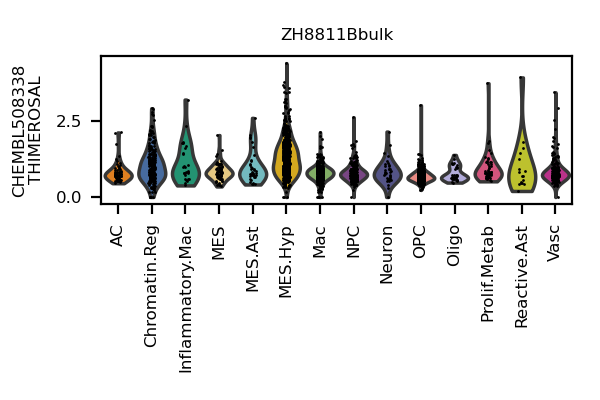 ZH8811Bbulk
CHEMBL508338
THIMEROSAL
2.5
0.0
AC
Chromatin.Reg
Inflammatory.Mac
MES
MES.Ast
MES.Hyp
Mac
NPC
Neuron
OPC
Oligo
Prolif.Metab
Reactive.Ast
Vasc